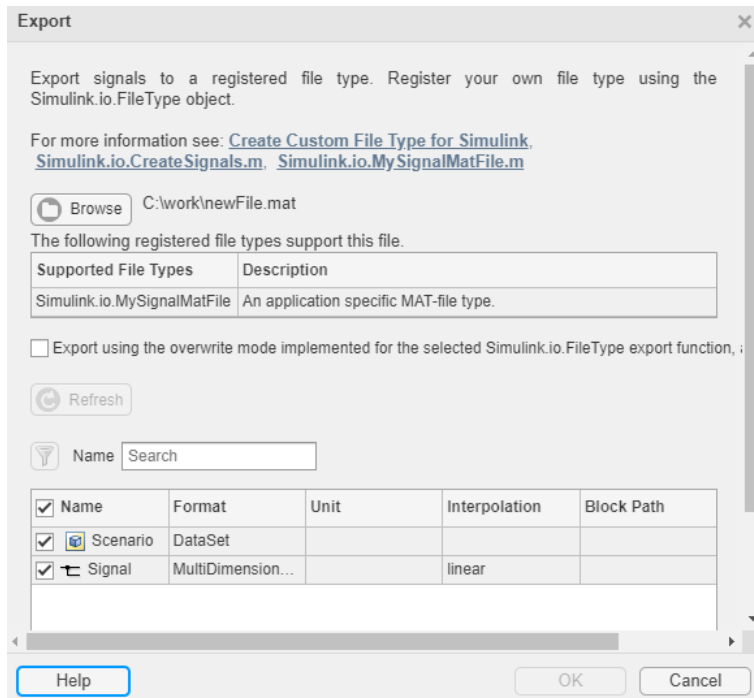 Export
Export signals to a registered file type. Register your own file type using the
Simulink.io.FileType object.
For more information see: Create Custom File Type for Simulink,
Simulink.io.CreateSignals.m, Simulink.io.MySignalMatFile.m
Browse C:\work\newFile.mat
The following registered file types support this file.
Supported File Types Description
Simulink.io.MySignalMatFile An application specific MAT-file type.
Export using the overwrite mode implemented for the selected Simulink.io.FileType export function,
Refresh
Name Search
Name Format Unit Interpolation Block Path
Scenario DataSet
Signal MultiDimension... linear
Help OK Cancel